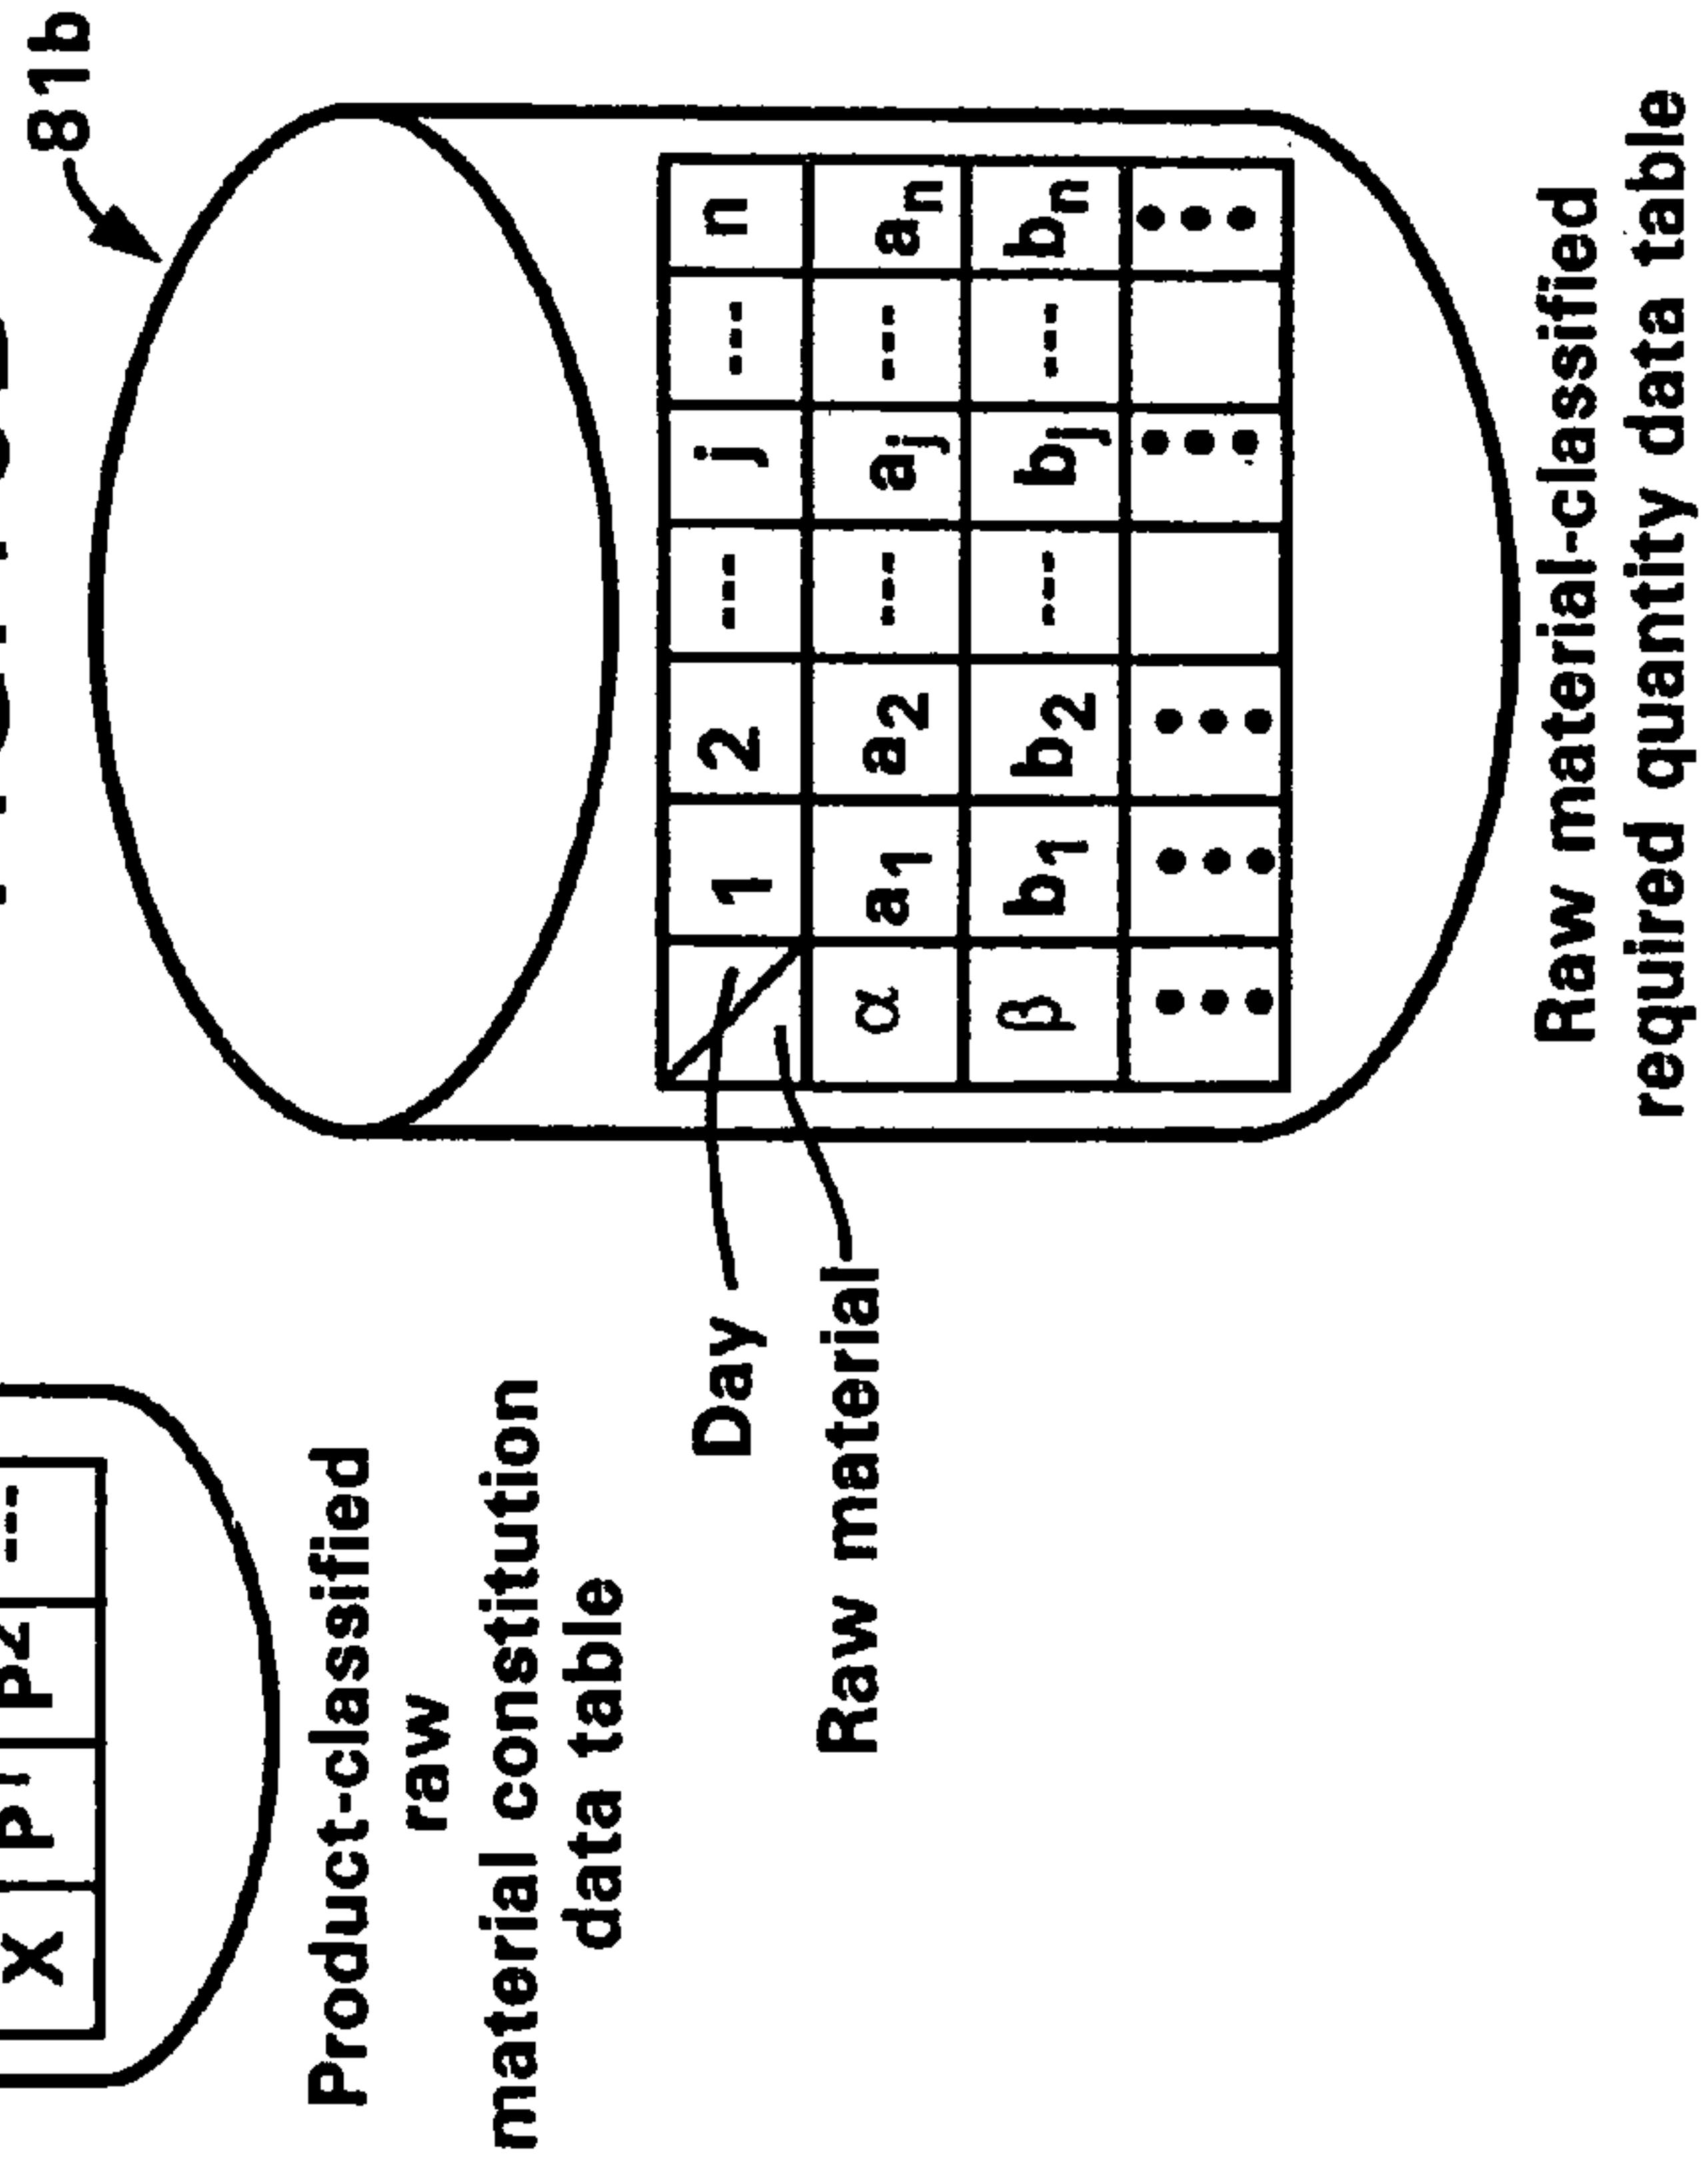 81b
1 2 --- j --- n
α a1 a2 --- aj --- an
β b1 b2 --- bj --- bn
Day
Raw material
Raw material-classified
required quantity data table
X p1 p2 ---
Product-classified
raw
material constitution
data table